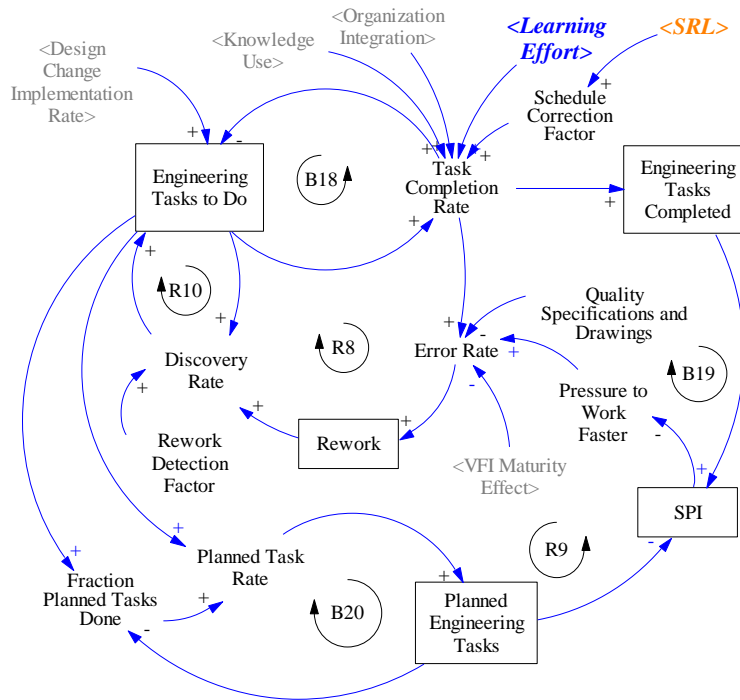 <Organization
Integration>
<Learning
Effort>
<SRL>
<Design
Change
Implementation
Rate>
<Knowledge
Use>
Schedule
Correction
Factor
+
+
-
+
+
+
Engineering
Tasks to Do
B18
Task
Completion
Rate
Engineering
Tasks
Completed
+
+
+
R10
Quality
Specifications and
Drawings
+
+
-
+
R8
Error Rate
B19
Discovery
Rate
-
Pressure to
Work
Faster
+
+
+
-
Rework
Detection
Factor
Rework
<VFI Maturity
Effect>
+
SPI
+
Planned Task
Rate
R9
-
+
Fraction
Planned Tasks
Done
+
-
B20
+
Planned
Engineering
Tasks